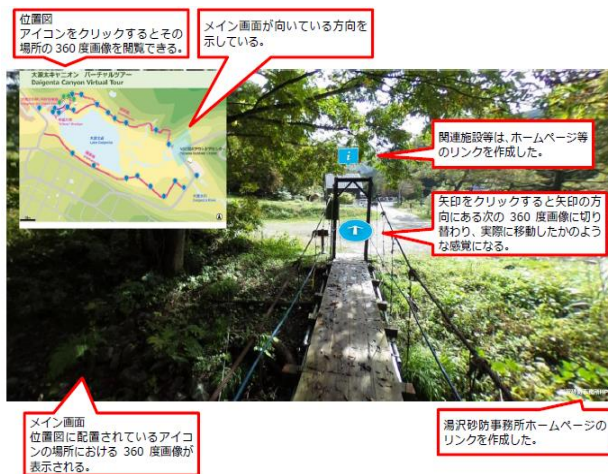 位置図
アイコンをクリックするとその
場所の 360 度画像を閲覧できる。
メイン画面が向いている方向を
示している。
大源太キャニオン バーチャルツアー
Daigenta Canyon Virtual Tour
関連施設等は、ホームページ等
のリンクを作成した。
矢印をクリックすると矢印の方
向にある次の 360 度画像に切り
替わり、実際に移動したかのよう
な感覚になる。
メイン画面
位置図に配置されているアイコ
ンの場所における 360 度画像が
表示される。
湯沢砂防事務所ホームページの
リンクを作成した。